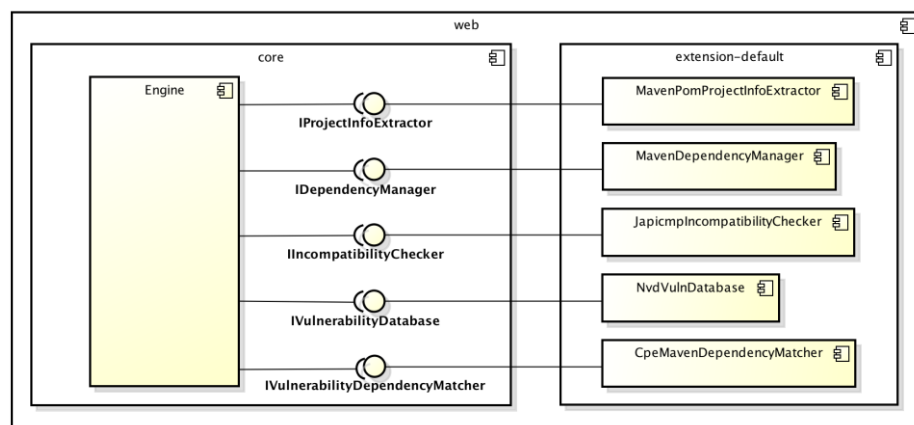 web
core
extension-default
Engine
MavenPomProjectInfoExtractor
IProjectInfoExtractor
MavenDependencyManager
IDependencyManager
JapicmpIncompatibilityChecker
IIncompatibilityChecker
NvdVulnDatabase
IVulnerabilityDatabase
CpeMavenDependencyMatcher
IVulnerabilityDependencyMatcher